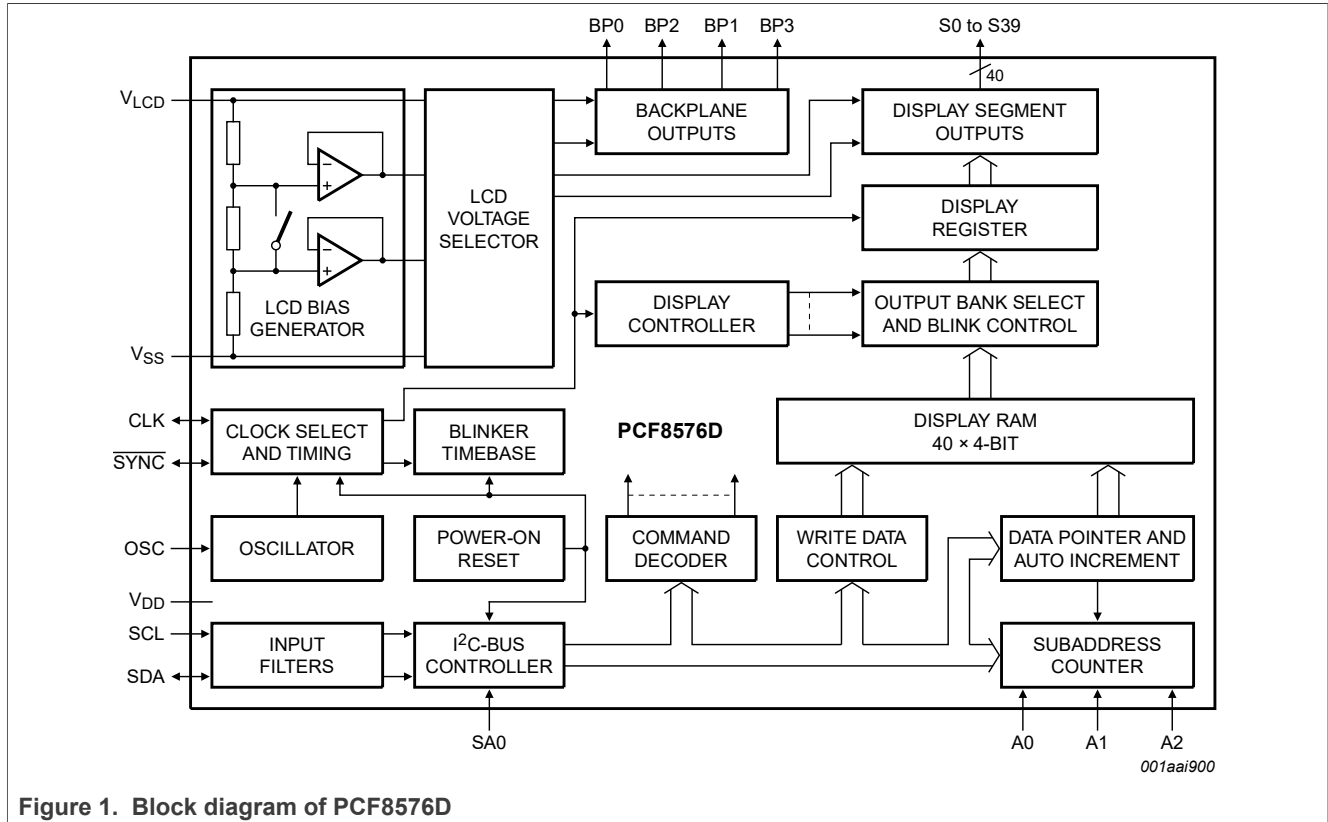 BP0 BP2 BP1 BP3 S0 to S39
40
VLCD
BACKPLANE
OUTPUTS
DISPLAY SEGMENT
OUTPUTS
-
+
LCD
VOLTAGE
SELECTOR
DISPLAY
REGISTER
-
+
LCD BIAS
GENERATOR
DISPLAY
CONTROLLER
OUTPUT BANK SELECT
AND BLINK CONTROL
VSS
CLK
SYNC
CLOCK SELECT
AND TIMING
BLINKER
TIMEBASE
PCF8576D
DISPLAY RAM
40 × 4-BIT
OSC
OSCILLATOR
POWER-ON
RESET
COMMAND
DECODER
WRITE DATA
CONTROL
DATA POINTER AND
AUTO INCREMENT
VDD
SCL
SDA
INPUT
FILTERS
I2C-BUS
CONTROLLER
SUBADDRESS
COUNTER
SA0 A0 A1 A2
001aai900
Figure 1. Block diagram of PCF8576D